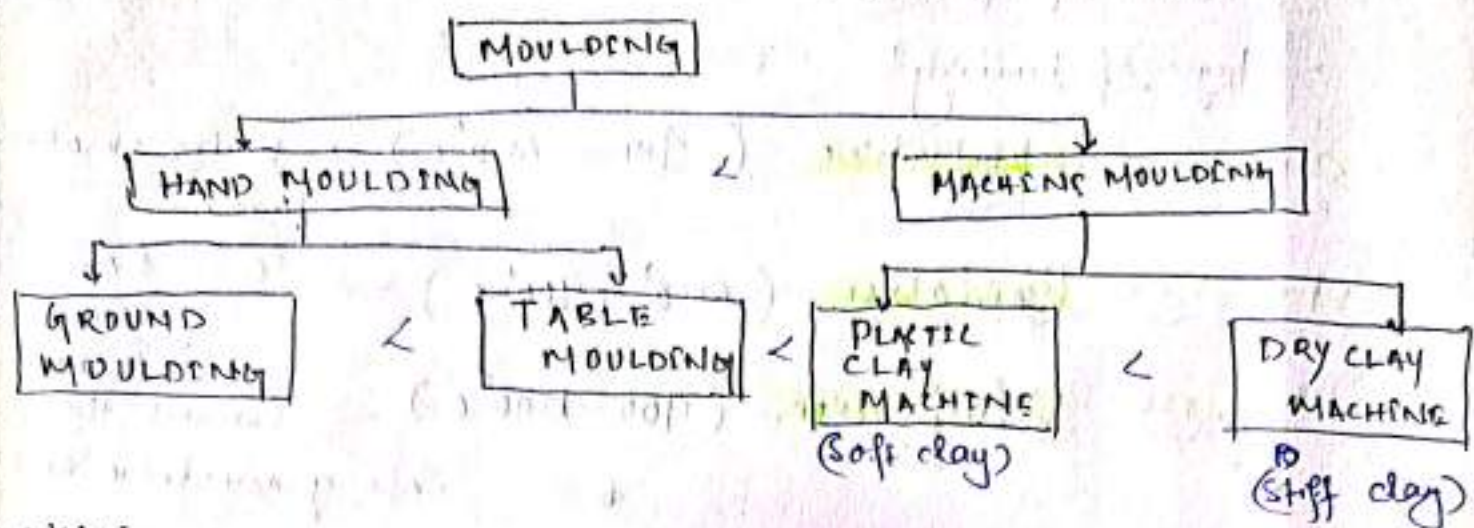 MOULDING
HAND MOULDING < MACHINE MOULDING
GROUND MOULDING < TABLE MOULDING < PLASTIC CLAY MACHINE < DRY CLAY MACHINE
(Soft clay)
(Stiff clay)